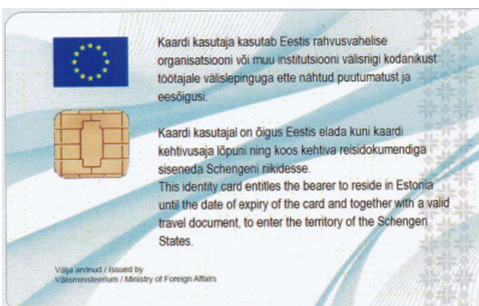 Kaardi kasutaja kasutab Eestis rahvusvahelise
organisatsiooni või muu institutsiooni välisriigi kodanikust
töötajale välislepinguga ette nähtud puutumatust ja
eesõigusi.
Kaardi kasutajal on õigus Eestis elada kuni kaardi
kehtivusaja lõpuni ning koos kehtiva reisidokumendiga
siseneda Schengeni riikidesse.
This identity card entitles the bearer to reside in Estonia
until the date of expiry of the card and together with a valid
travel document, to enter the territory of the Schengen
States.
Välja andnud / Issued by
Välisministeerium / Ministry of Foreign Affairs